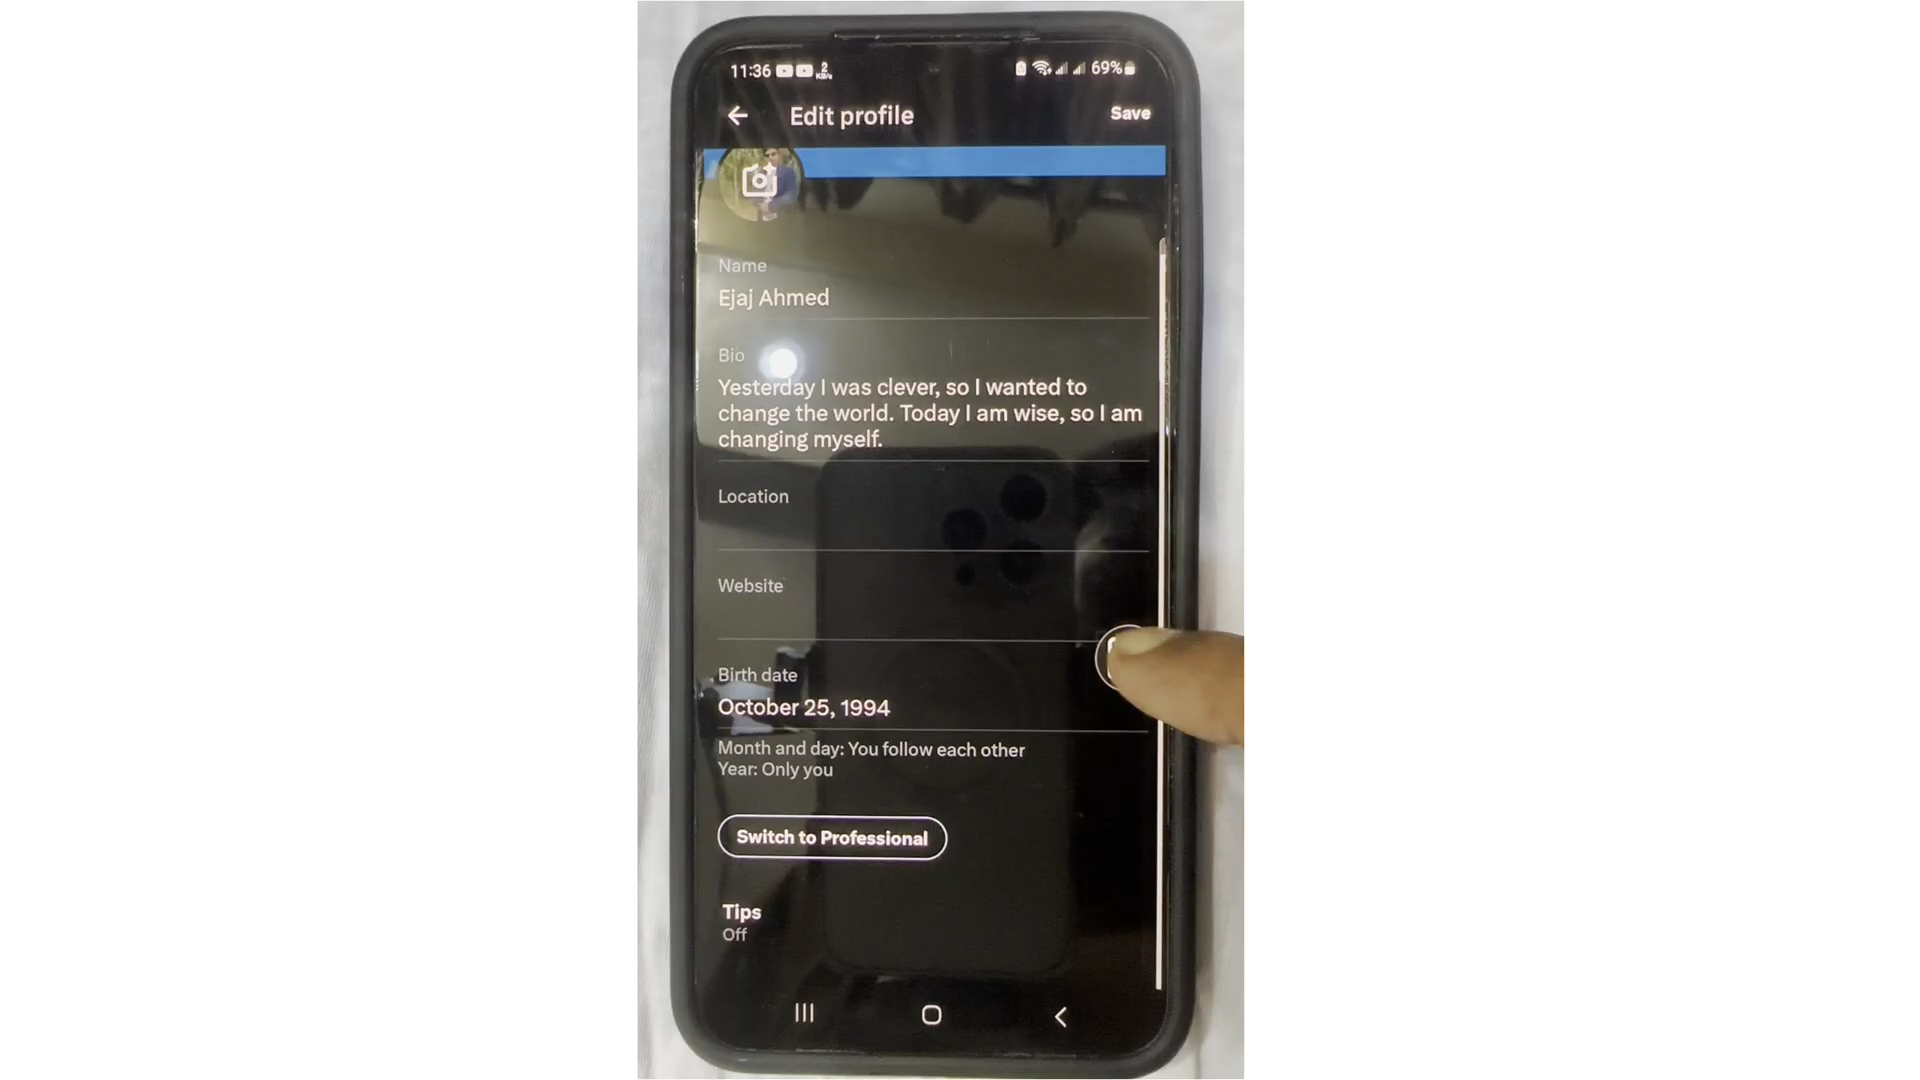 11:36 2 KB/s 69%
Edit profile Save
Name
Ejaj Ahmed
Bio
Yesterday I was clever, so I wanted to
change the world. Today I am wise, so I am
changing myself.
Location
Website
Birth date
October 25, 1994
Month and day: You follow each other
Year: Only you
Switch to Professional
Tips
Off